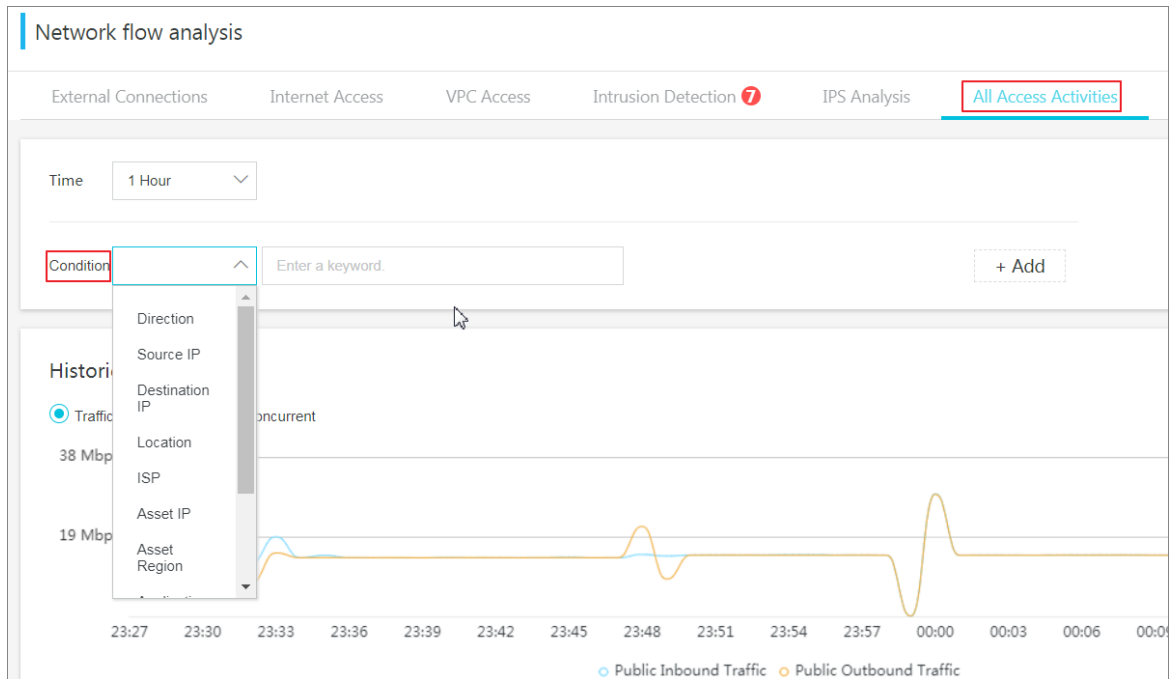 Network flow analysis
External Connections Internet Access VPC Access Intrusion Detection 7 IPS Analysis All Access Activities
Time 1 Hour
Condition Enter a keyword. + Add
Direction
Source IP
Destination
IP
Location
ISP
Asset IP
Asset
Region
Histori
Traffic oncurrent
38 Mbp
19 Mbp
23:27 23:30 23:33 23:36 23:39 23:42 23:45 23:48 23:51 23:54 23:57 00:00 00:03 00:06 00:09
Public Inbound Traffic Public Outbound Traffic